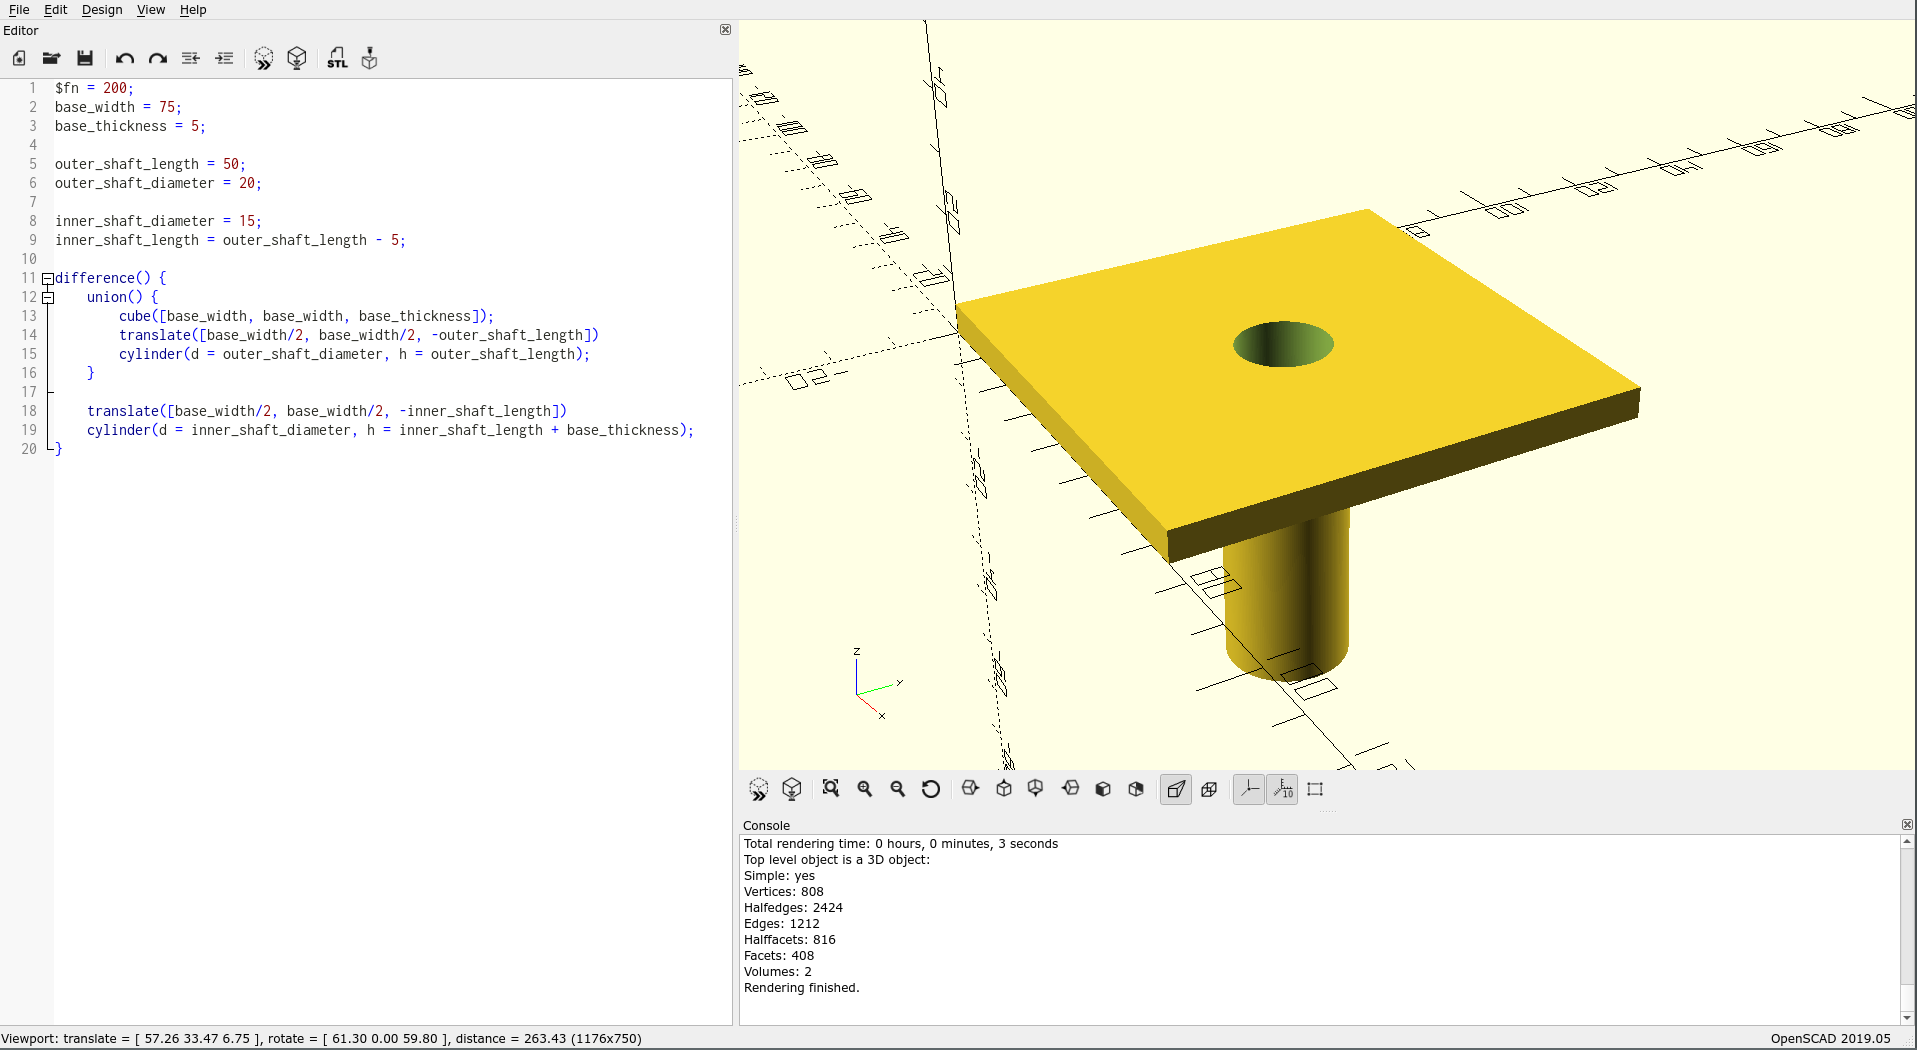 File Edit Design View Help
Editor
STL
1 $fn = 200;
2 base_width = 75;
3 base_thickness = 5;
4
5 outer_shaft_length = 50;
6 outer_shaft_diameter = 20;
7
8 inner_shaft_diameter = 15;
9 inner_shaft_length = outer_shaft_length - 5;
10
11 difference() {
12 union() {
13 cube([base_width, base_width, base_thickness]);
14 translate([base_width/2, base_width/2, -outer_shaft_length])
15 cylinder(d = outer_shaft_diameter, h = outer_shaft_length);
16 }
17
18 translate([base_width/2, base_width/2, -inner_shaft_length])
19 cylinder(d = inner_shaft_diameter, h = inner_shaft_length + base_thickness);
20 }
z
y
x
10
Console
Total rendering time: 0 hours, 0 minutes, 3 seconds
Top level object is a 3D object:
Simple: yes
Vertices: 808
Halfedges: 2424
Edges: 1212
Halffacets: 816
Facets: 408
Volumes: 2
Rendering finished.
Viewport: translate = [ 57.26 33.47 6.75 ], rotate = [ 61.30 0.00 59.80 ], distance = 263.43 (1176x750)
OpenSCAD 2019.05